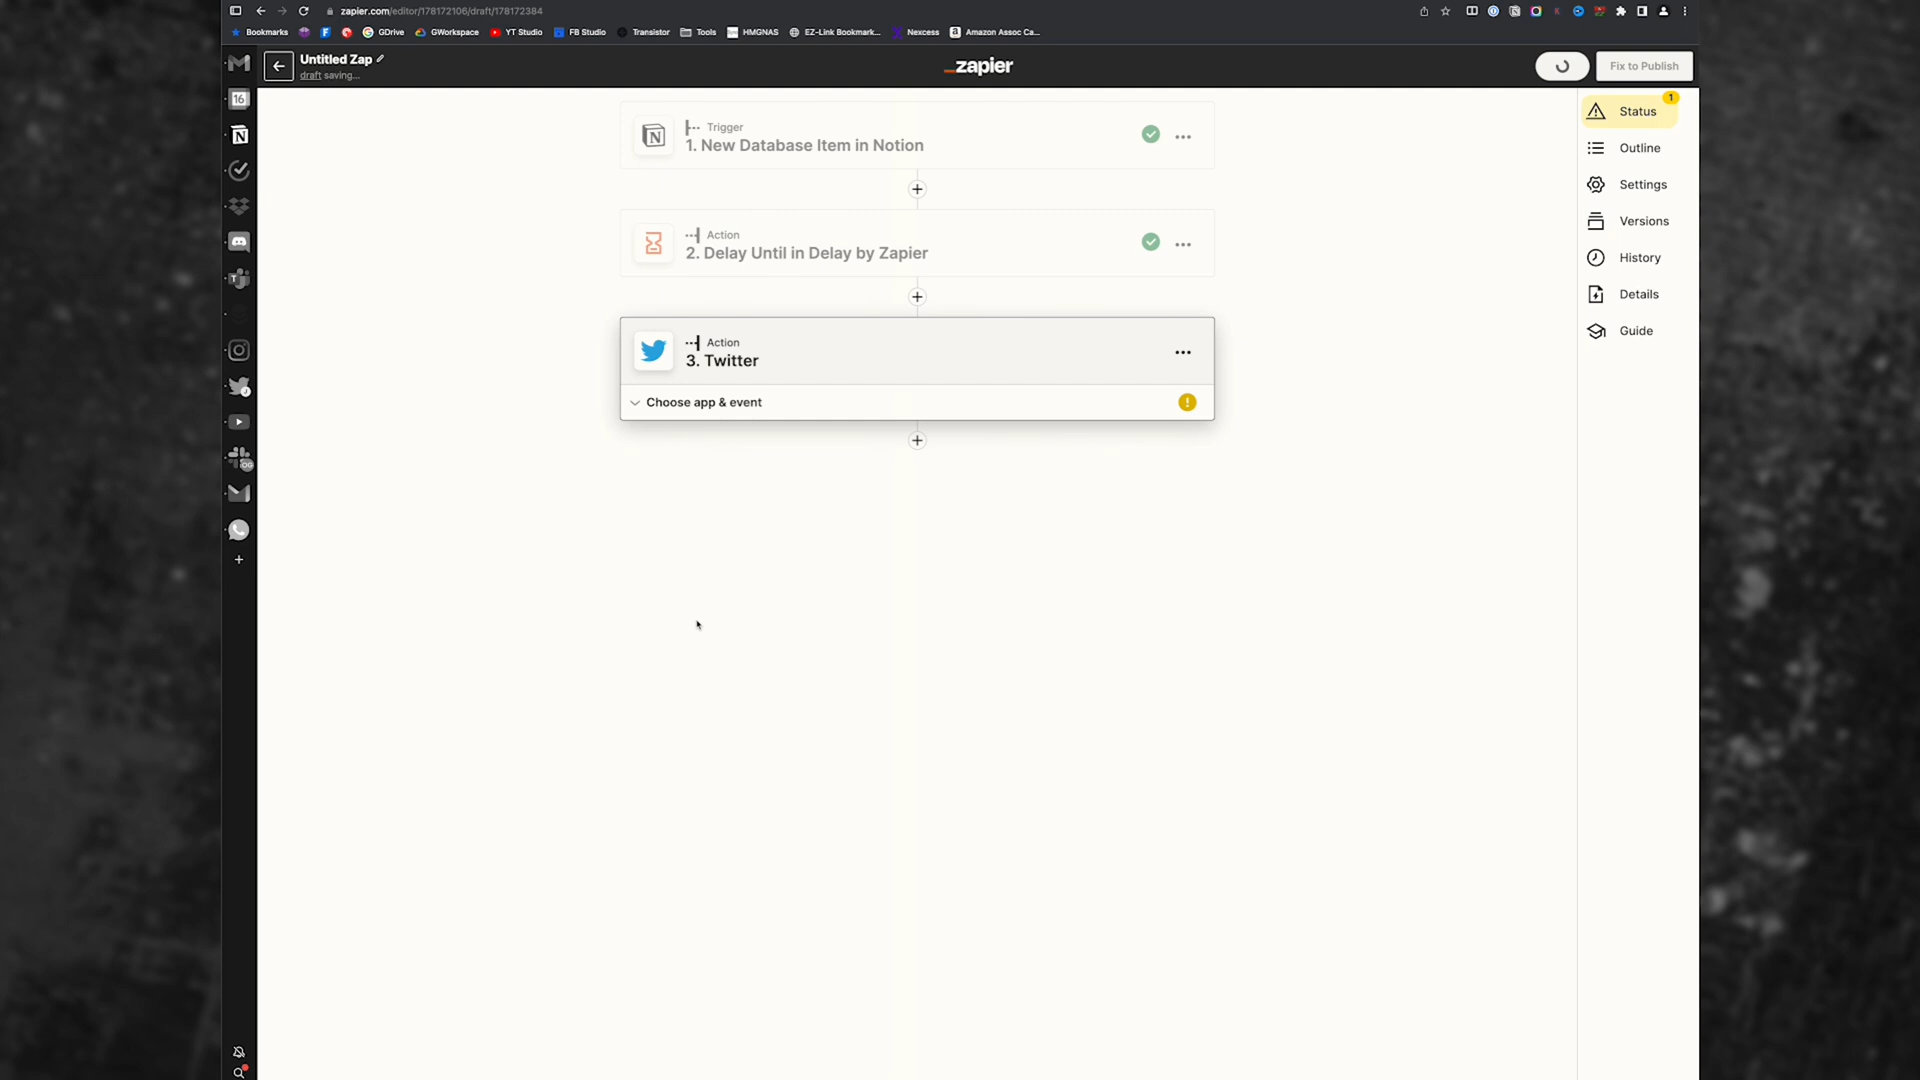 zapier.com/editor/178172106/draft/178172384
Bookmarks
GDrive
GWorkspace
YT Studio
FB Studio
Transistor
Tools
HMGNAS
EZ-Link Bookmark...
Nexcess
Amazon Assoc Ca...
Untitled Zap
draft saving...
zapier
Fix to Publish
16
Trigger
1. New Database Item in Notion
Action
2. Delay Until in Delay by Zapier
Action
3. Twitter
Choose app & event
1
Status
Outline
Settings
Versions
History
Details
Guide